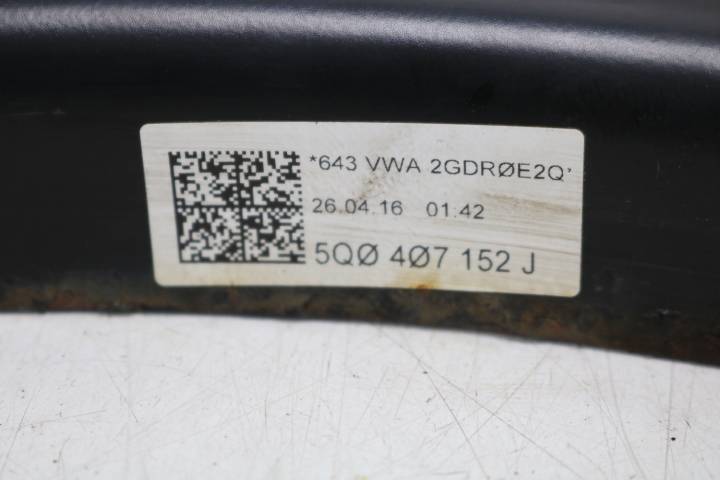 *643 VWA 2GDRØE2Q*
26.04.16 01:42
5QØ 4Ø7 152 J